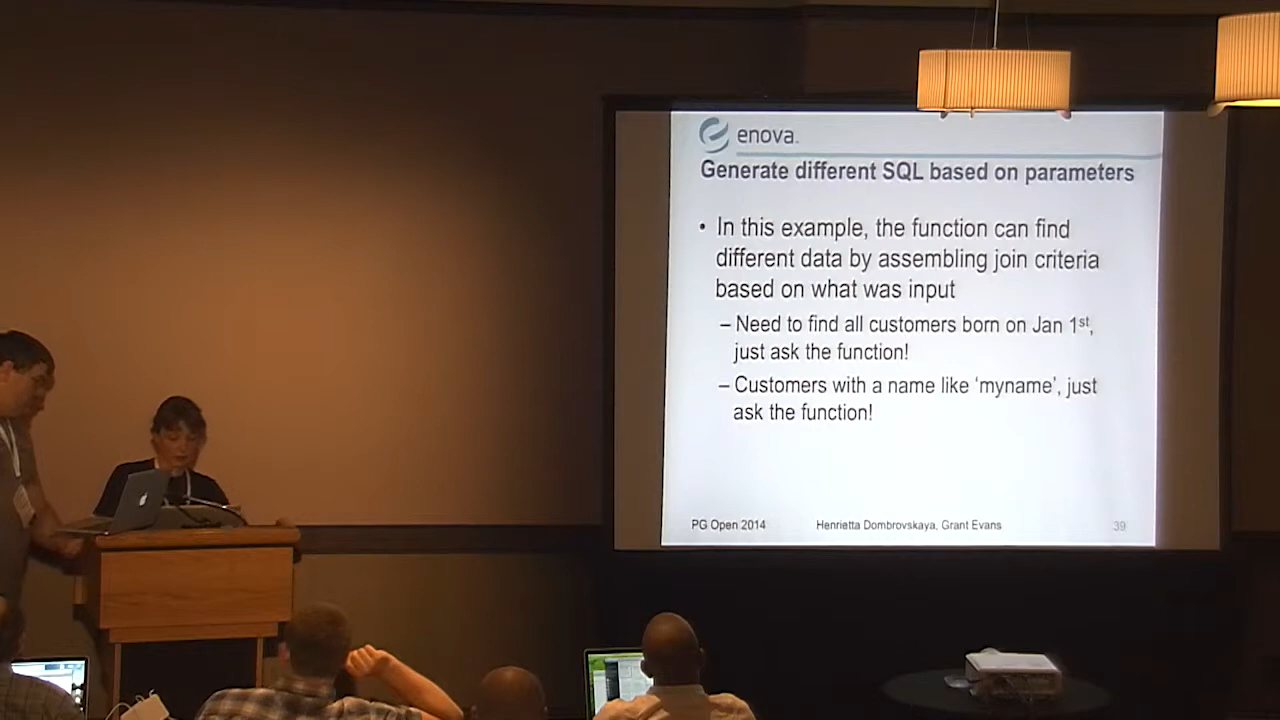 enova
Generate different SQL based on parameters
• In this example, the function can find
different data by assembling join criteria
based on what was input
– Need to find all customers born on Jan 1st,
just ask the function!
– Customers with a name like ‘myname’, just
ask the function!
PG Open 2014 Henrietta Dombrovskaya, Grant Evans 39